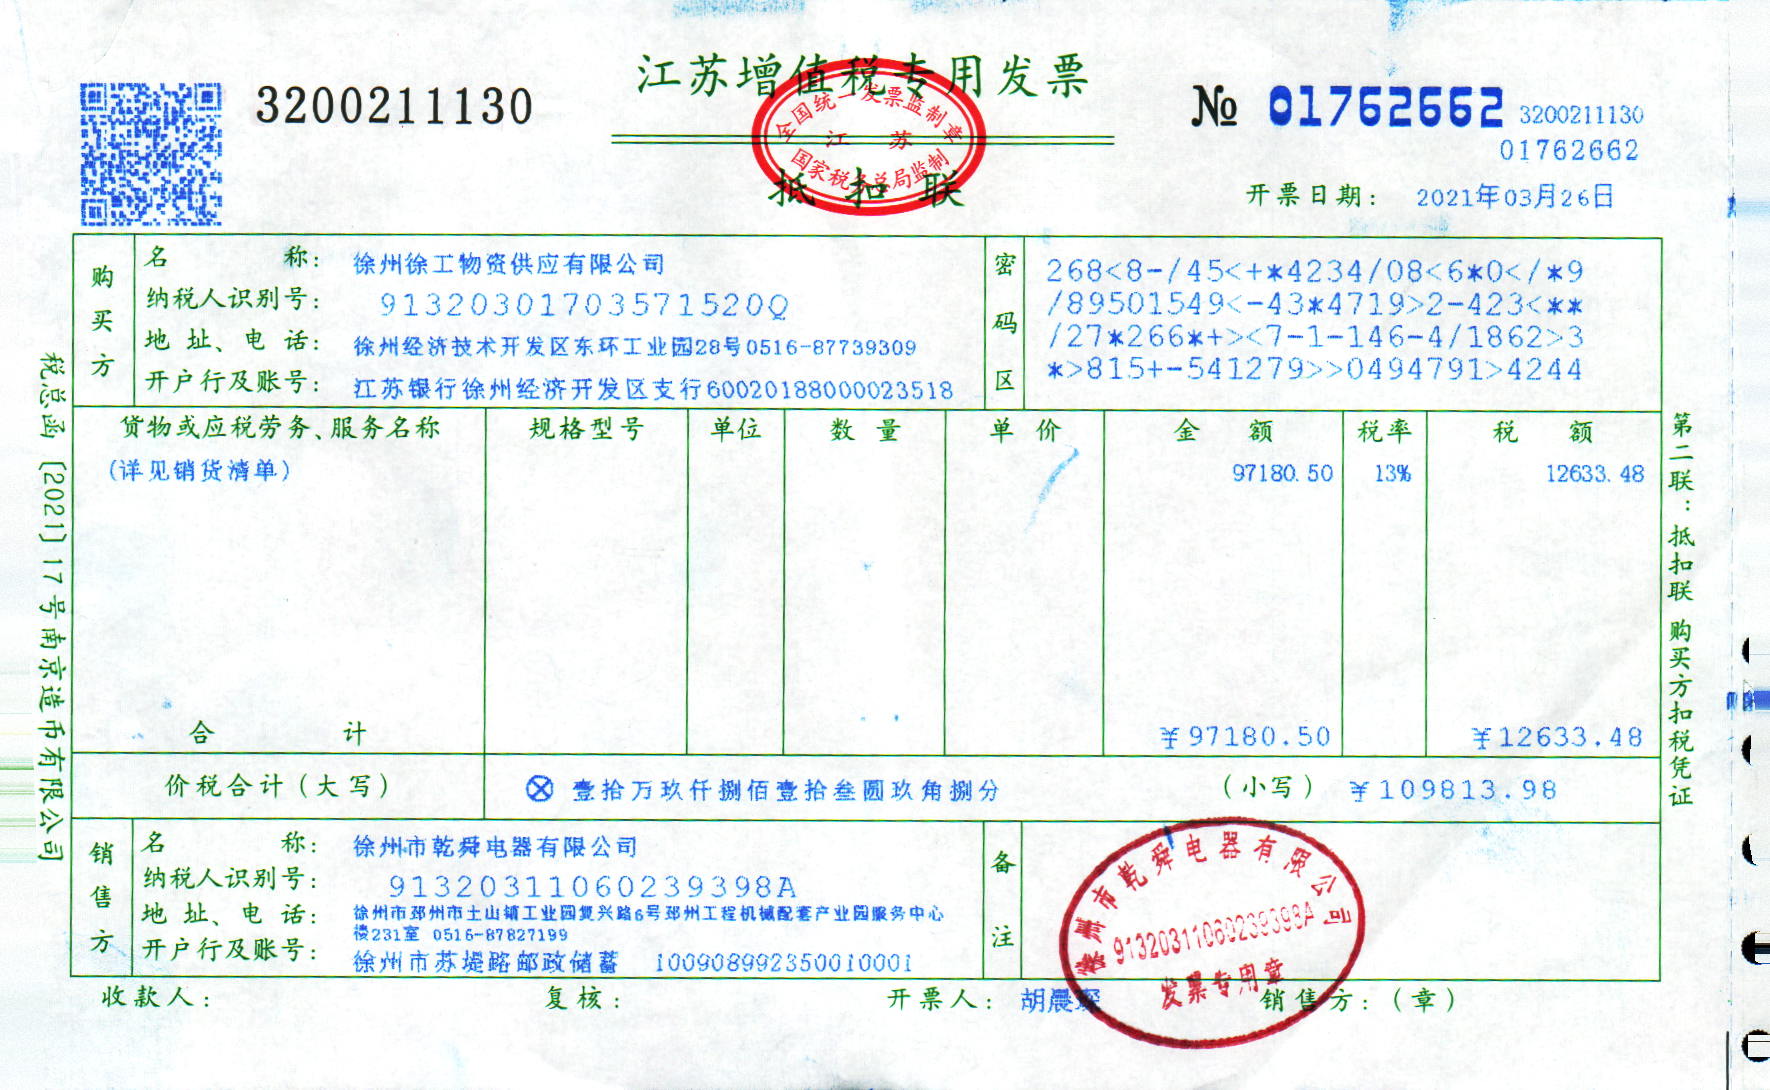 江苏增值税专用发票
3200211130
№ 01762662
3200211130
01762662
全国统一发票监制章
江 苏
国家税务总局监制
抵扣联
开票日期: 2021年03月26日
购买方
名 称: 徐州徐工物资供应有限公司
纳税人识别号: 91320301703571520Q
地 址、电 话: 徐州经济技术开发区东环工业园28号0516-87739309
开户行及账号: 江苏银行徐州经济开发区支行60020188000023518
密码区
268<8-/45<+*4234/08<6*0</*9
/89501549<-43*4719>2-423<**
/27*266*+><7-1-146-4/1862>3
*>815+-541279>>0494791>4244
货物或应税劳务、服务名称 规格型号 单位 数 量 单 价 金 额 税率 税 额
(详见销货清单) 97180.50 13% 12633.48
合 计 ¥97180.50 ¥12633.48
价税合计(大写) ⊗ 壹拾万玖仟捌佰壹拾叁圆玖角捌分 (小写) ¥109813.98
销售方
名 称: 徐州市乾舜电器有限公司
纳税人识别号: 91320311060239398A
地 址、电 话: 徐州市邳州市土山镇工业园复兴路6号邳州工程机械配套产业园服务中心
楼231室 0516-87827199
开户行及账号: 徐州市苏堤路邮政储蓄 100908992350010001
备注
徐州市乾舜电器有限公司
91320311060239398A
发票专用章
收款人: 复核: 开票人: 胡晨琛 销售方:(章)
税总函〔2021〕17号南京造币有限公司
第二联:抵扣联 购买方扣税凭证